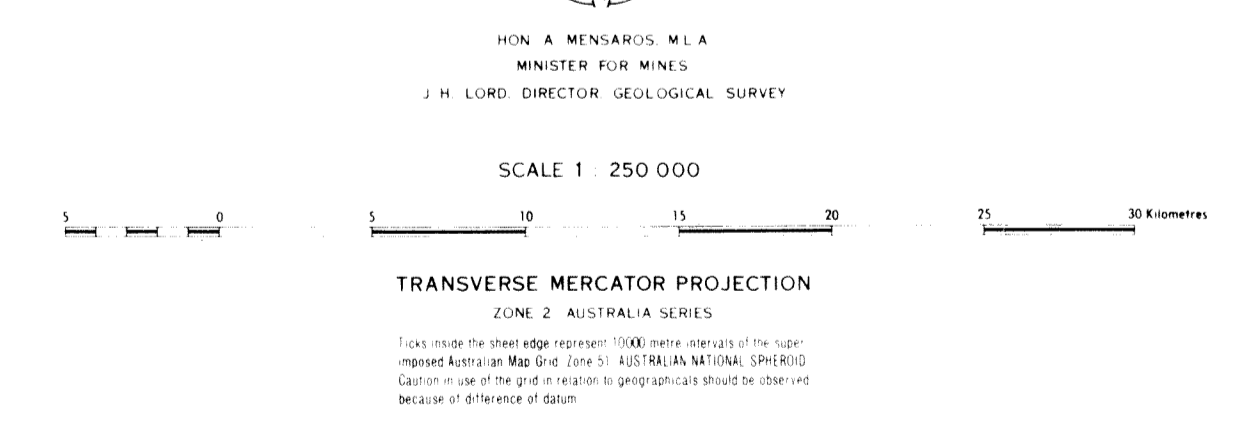 HON A MENSAROS. M L A
MINISTER FOR MINES
J H. LORD. DIRECTOR. GEOLOGICAL SURVEY
SCALE 1 : 250 000
5 0 5 10 15 20 25 30 Kilometres
TRANSVERSE MERCATOR PROJECTION
ZONE 2 AUSTRALIA SERIES
Ticks inside the sheet edge represent 10000 metre intervals of the super
imposed Australian Map Grid Zone 51 AUSTRALIAN NATIONAL SPHEROID
Caution in use of the grid in relation to geographicals should be observed
because of difference of datum